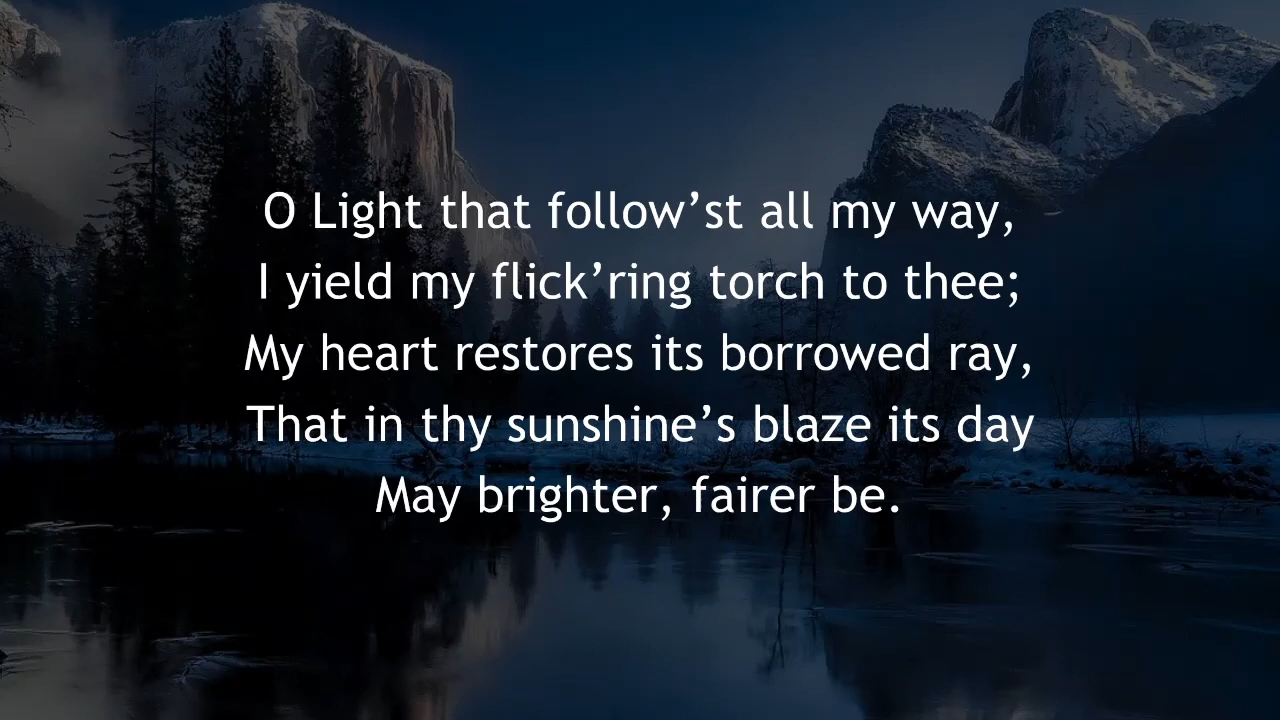 O Light that follow’st all my way,
I yield my flick’ring torch to thee;
My heart restores its borrowed ray,
That in thy sunshine’s blaze its day
May brighter, fairer be.